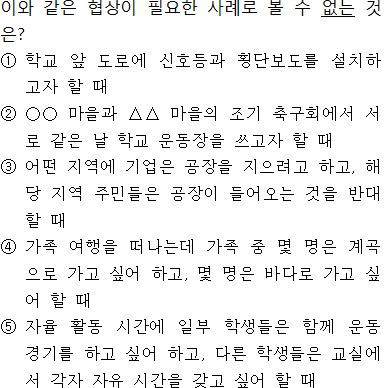 이와 같은 협상이 필요한 사례로 볼 수 없는 것
은?
① 학교 앞 도로에 신호등과 횡단보도를 설치하
고자 할 때
② ○○ 마을과 △△ 마을의 조기 축구회에서 서
로 같은 날 학교 운동장을 쓰고자 할 때
③ 어떤 지역에 기업은 공장을 지으려고 하고, 해
당 지역 주민들은 공장이 들어오는 것을 반대
할 때
④ 가족 여행을 떠나는데 가족 중 몇 명은 계곡
으로 가고 싶어 하고, 몇 명은 바다로 가고 싶
어 할 때
⑤ 자율 활동 시간에 일부 학생들은 함께 운동
경기를 하고 싶어 하고, 다른 학생들은 교실에
서 각자 자유 시간을 갖고 싶어 할 때